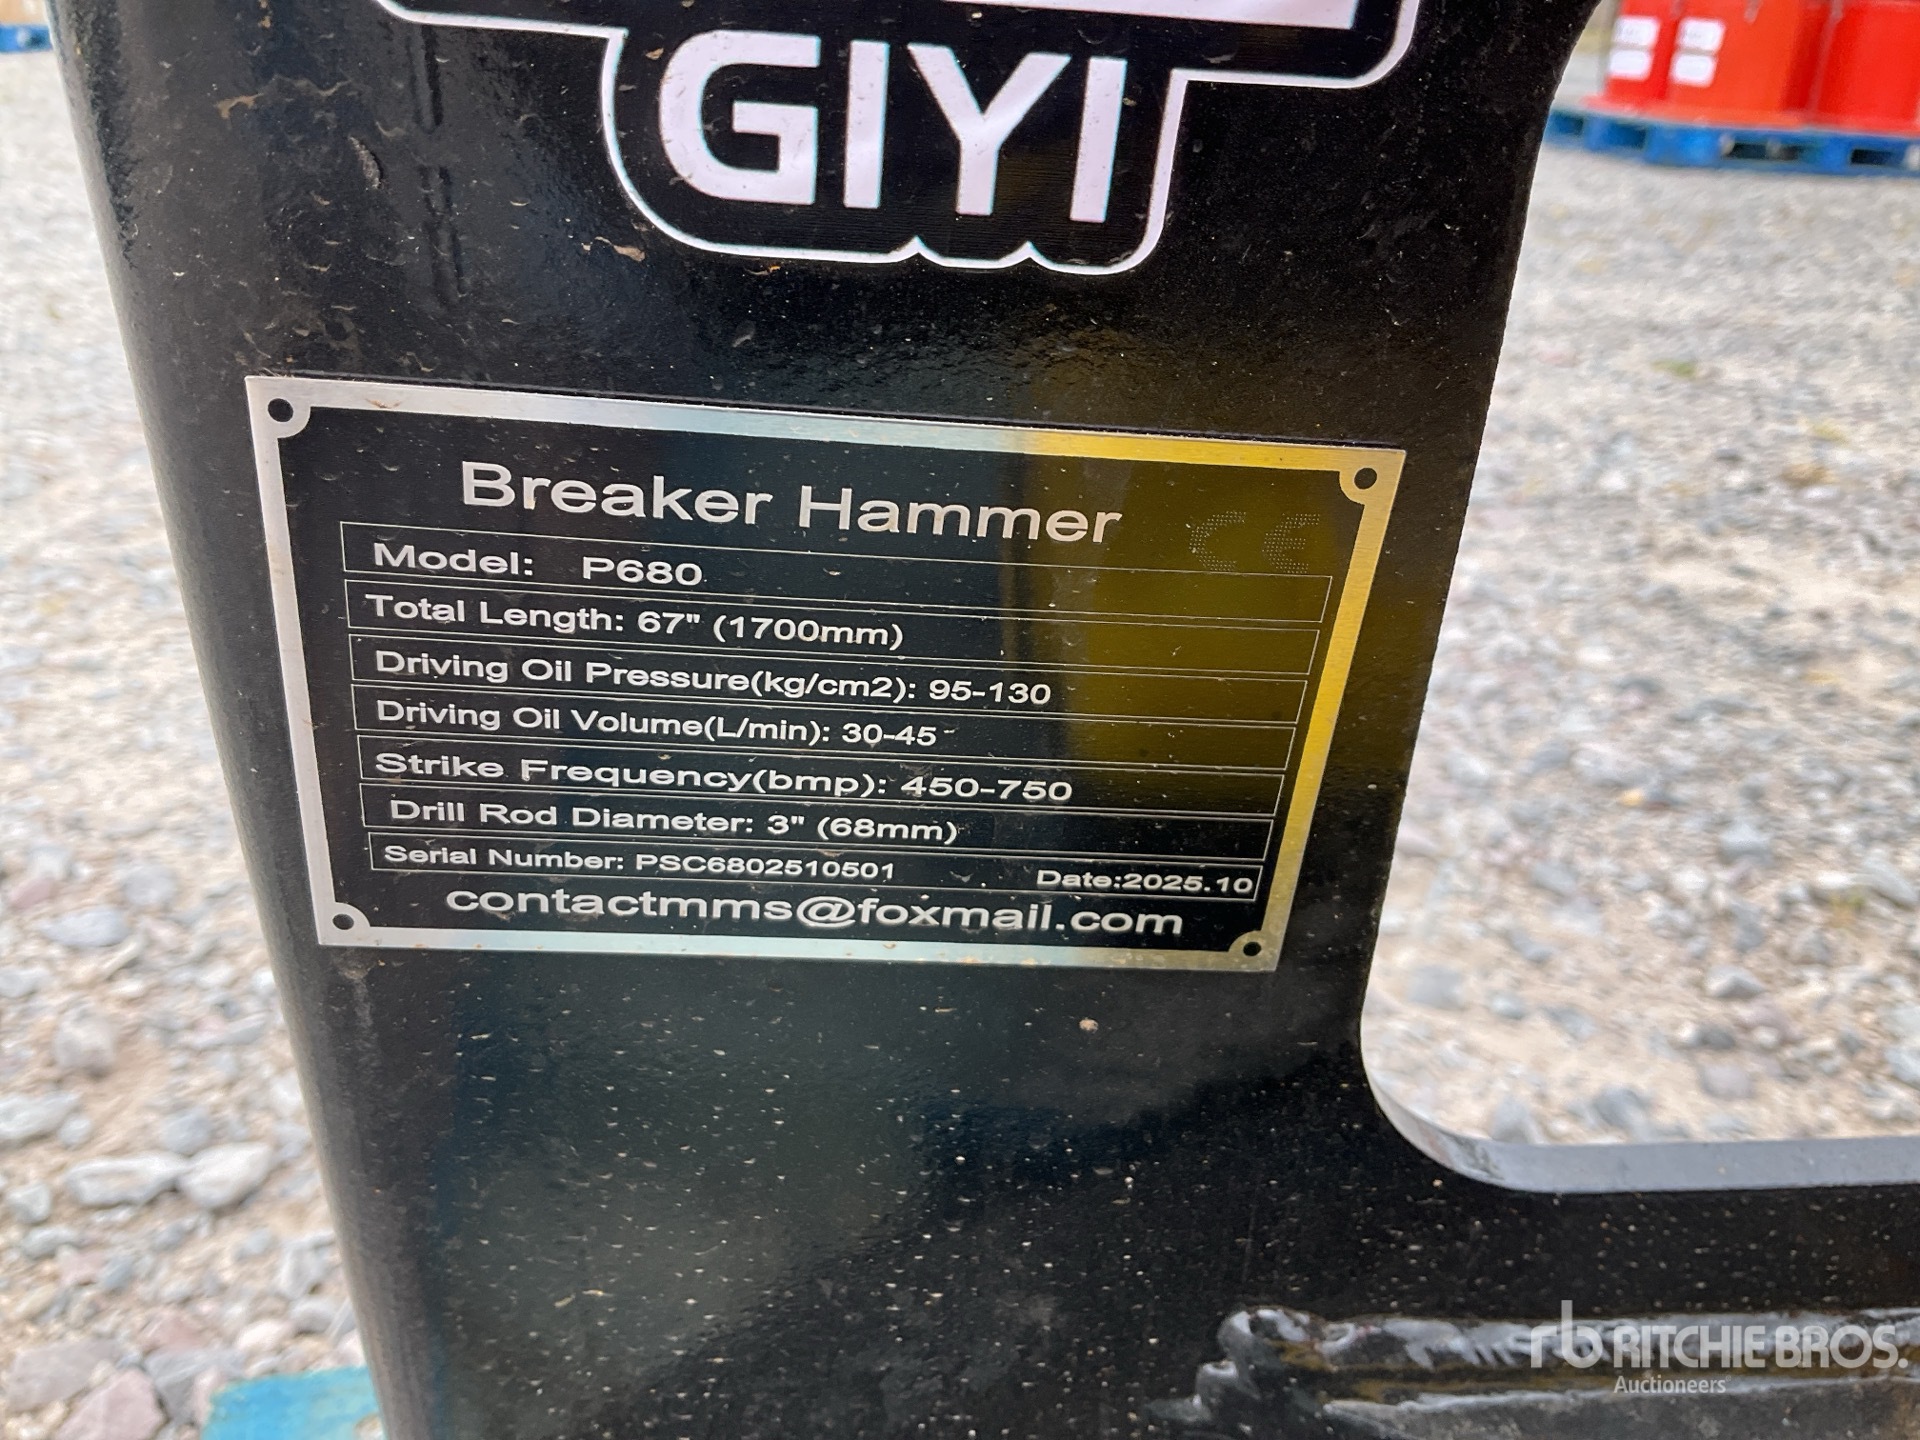 GIYI
Breaker Hammer CE
Model: P680
Total Length: 67" (1700mm)
Driving Oil Pressure(kg/cm2): 95-130
Driving Oil Volume(L/min): 30-45
Strike Frequency(bmp): 450-750
Drill Rod Diameter: 3" (68mm)
Serial Number: PSC6802510501 Date:2025.10
contactmms@foxmail.com
rb RITCHIE BROS.
Auctioneers